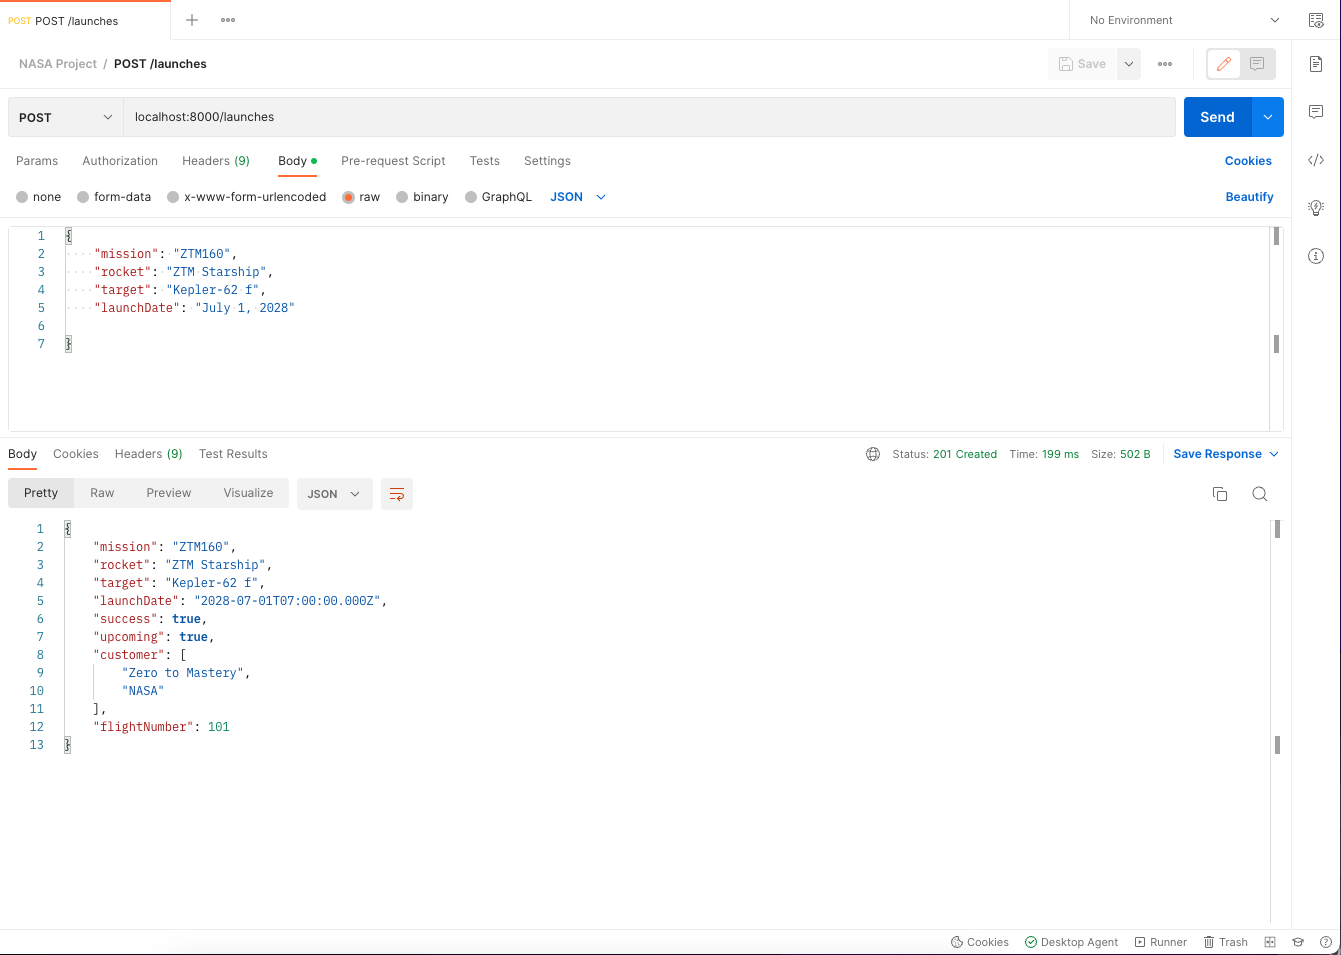 POST POST /launches
No Environment
NASA Project / POST /launches
Save
POST localhost:8000/launches Send
Params Authorization Headers (9) Body Pre-request Script Tests Settings Cookies
none form-data x-www-form-urlencoded raw binary GraphQL JSON Beautify
1 {
2 "mission": "ZTM160",
3 "rocket": "ZTM Starship",
4 "target": "Kepler-62 f",
5 "launchDate": "July 1, 2028"
6
7 }
Body Cookies Headers (9) Test Results Status: 201 Created Time: 199 ms Size: 502 B Save Response
Pretty Raw Preview Visualize JSON
1 {
2 "mission": "ZTM160",
3 "rocket": "ZTM Starship",
4 "target": "Kepler-62 f",
5 "launchDate": "2028-07-01T07:00:00.000Z",
6 "success": true,
7 "upcoming": true,
8 "customer": [
9 "Zero to Mastery",
10 "NASA"
11 ],
12 "flightNumber": 101
13 }
Cookies Desktop Agent Runner Trash